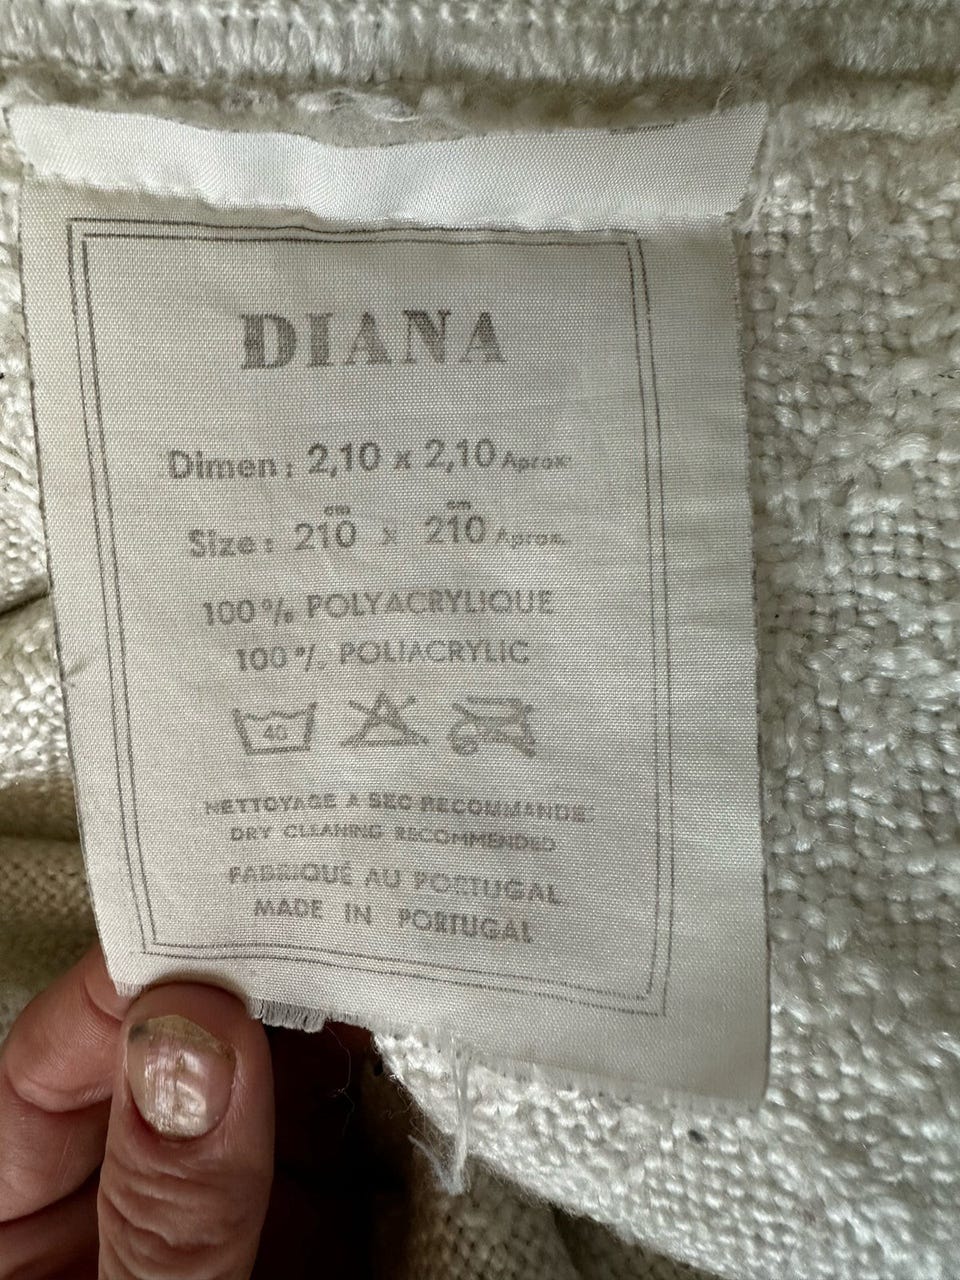 DIANA
Dimen: 2,10 x 2,10 Aprox.
Size: 210 cm x 210 cm Aprox.
100% POLYACRYLIQUE
100% POLIACRYLIC
40
NETTOYAGE A SEC RECOMMANDE
DRY CLEANING RECOMMENDED
FABRIQUÉ AU PORTUGAL
MADE IN PORTUGAL